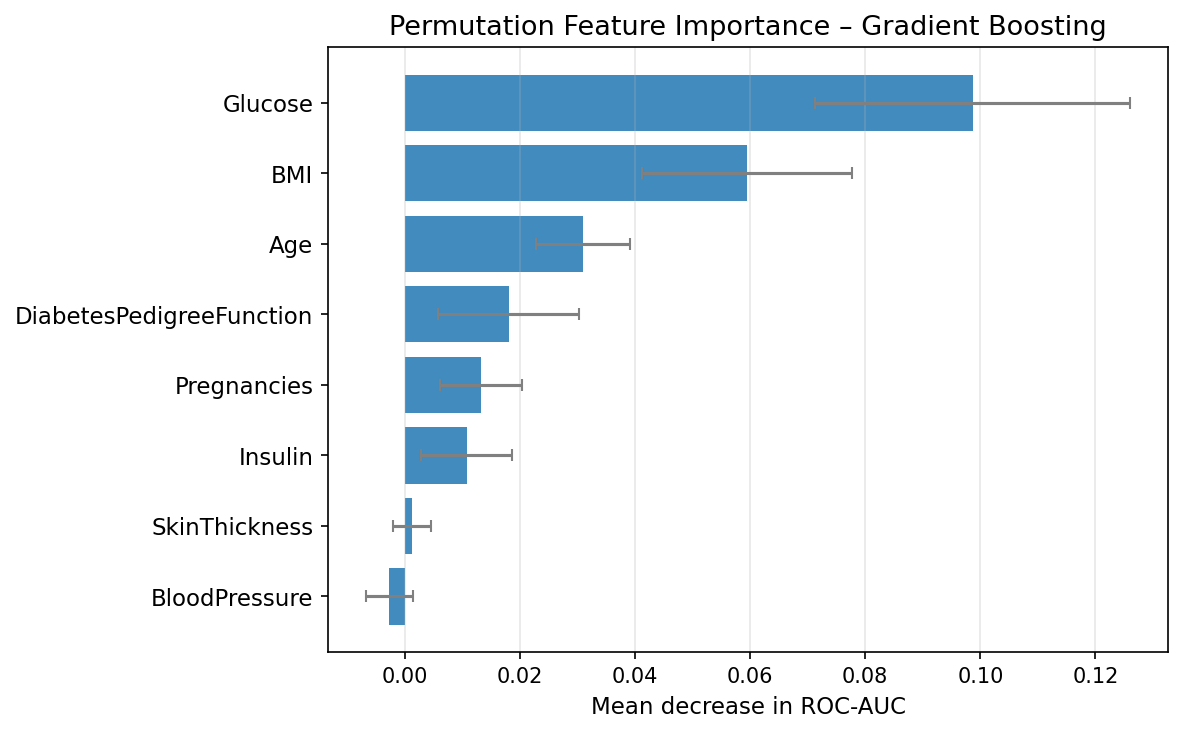 Permutation Feature Importance – Gradient Boosting
Glucose
BMI
Age
DiabetesPedigreeFunction
Pregnancies
Insulin
SkinThickness
BloodPressure
0.00 0.02 0.04 0.06 0.08 0.10 0.12
Mean decrease in ROC-AUC